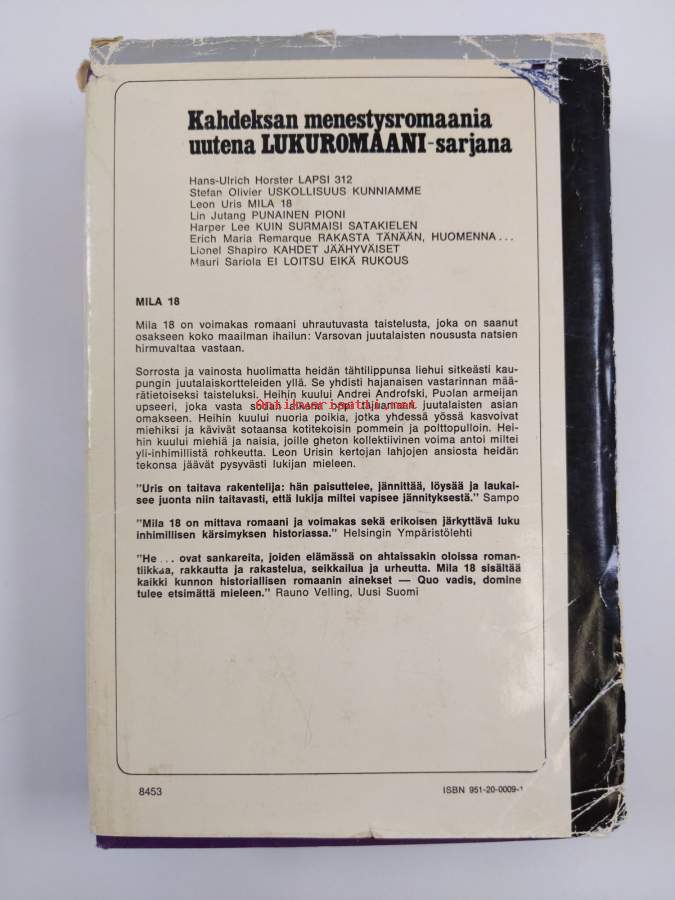 Kahdeksan menestysromaania
uutena LUKUROMAANI-sarjana
Hans-Ulrich Horster LAPSI 312
Stefan Olivier USKOLLISUUS KUNNIAMME
Leon Uris MILA 18
Lin Jutang PUNAINEN PIONI
Harper Lee KUIN SURMAISI SATAKIELEN
Erich Maria Remarque RAKASTA TÄNÄÄN, HUOMENNA...
Lionel Shapiro KAHDET JÄÄHYVÄISET
Mauri Sariola EI LOITSU EIKÄ RUKOUS
MILA 18
Mila 18 on voimakas romaani uhrautuvasta taistelusta, joka on saanut
osakseen koko maailman ihailun: Varsovan juutalaisten noususta natsien
hirmuvaltaa vastaan.
Sorrosta ja vainosta huolimatta heidän tähtilippunsa liehui sitkeästi kau-
pungin juutalaiskortteleiden yllä. Se yhdisti hajanaisen vastarinnan mää-
rätietoiseksi taisteluksi. Heihin kuului Andrei Androfski, Puolan armeijan
upseeri, joka vasta sodan aikana oppi tajuamaan juutalaisten asian
omakseen. Heihin kuului nuoria poikia, jotka yhdessä yössä kasvoivat
miehiksi ja kävivät sotaansa kotitekoisin pommein ja polttopulloin. Hei-
hin kuului miehiä ja naisia, joille gheton kollektiivinen voima antoi miltei
yli-inhimillistä rohkeutta. Leon Urisin kertojan lahjojen ansiosta heidän
tekonsa jäävät pysyvästi lukijan mieleen.
"Uris on taitava rakentelija: hän paisuttelee, jännittää, löysää ja laukai-
see juonta niin taitavasti, että lukija miltei vapisee jännityksestä." Sampo
"Mila 18 on mittava romaani ja voimakas sekä erikoisen järkyttävä luku
inhimillisen kärsimyksen historiassa." Helsingin Ympäristölehti
"He... ovat sankareita, joiden elämässä on ahtaissakin oloissa roman-
tiikkaa, rakkautta ja rakastelua, seikkailua ja urheutta. Mila 18 sisältää
kaikki kunnon historiallisen romaanin ainekset — Quo vadis, domine
tulee etsimättä mieleen." Rauno Velling, Uusi Suomi
8453
ISBN 951-20-0009-1